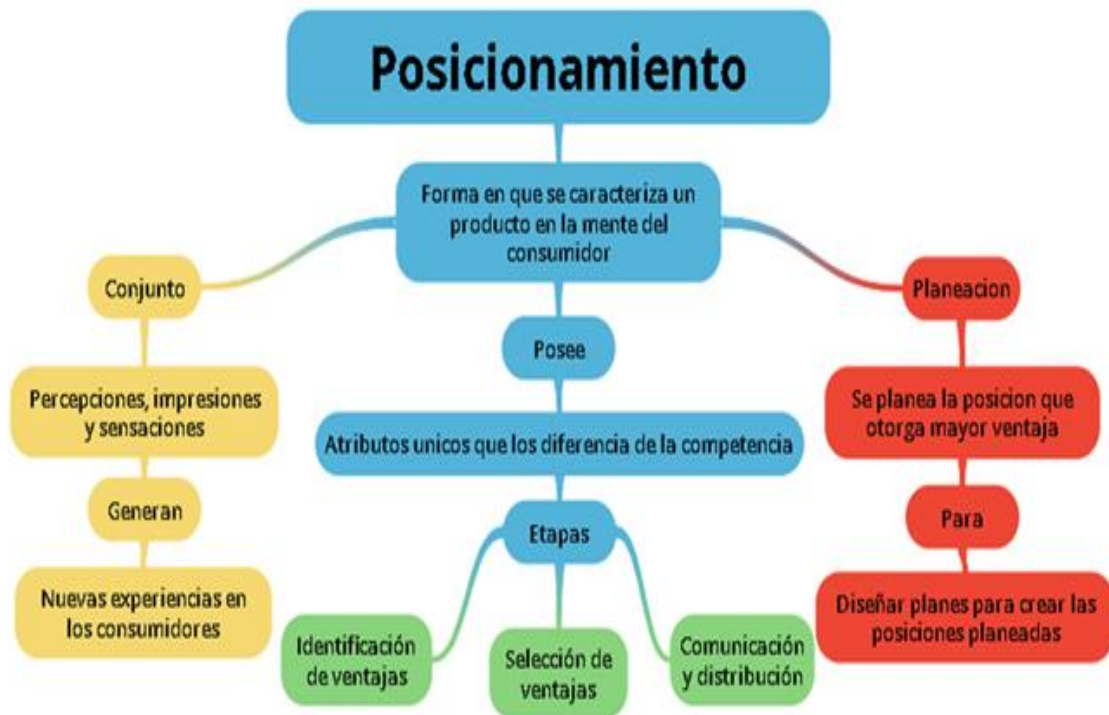 Posicionamiento
Forma en que se caracteriza un
producto en la mente del
consumidor
Conjunto
Percepciones, impresiones
y sensaciones
Generan
Nuevas experiencias en
los consumidores
Posee
Atributos unicos que los diferencia de la competencia
Etapas
Identificación
de ventajas
Selección de
ventajas
Comunicación
y distribución
Planeacion
Se planea la posicion que
otorga mayor ventaja
Para
Diseñar planes para crear las
posiciones planeadas